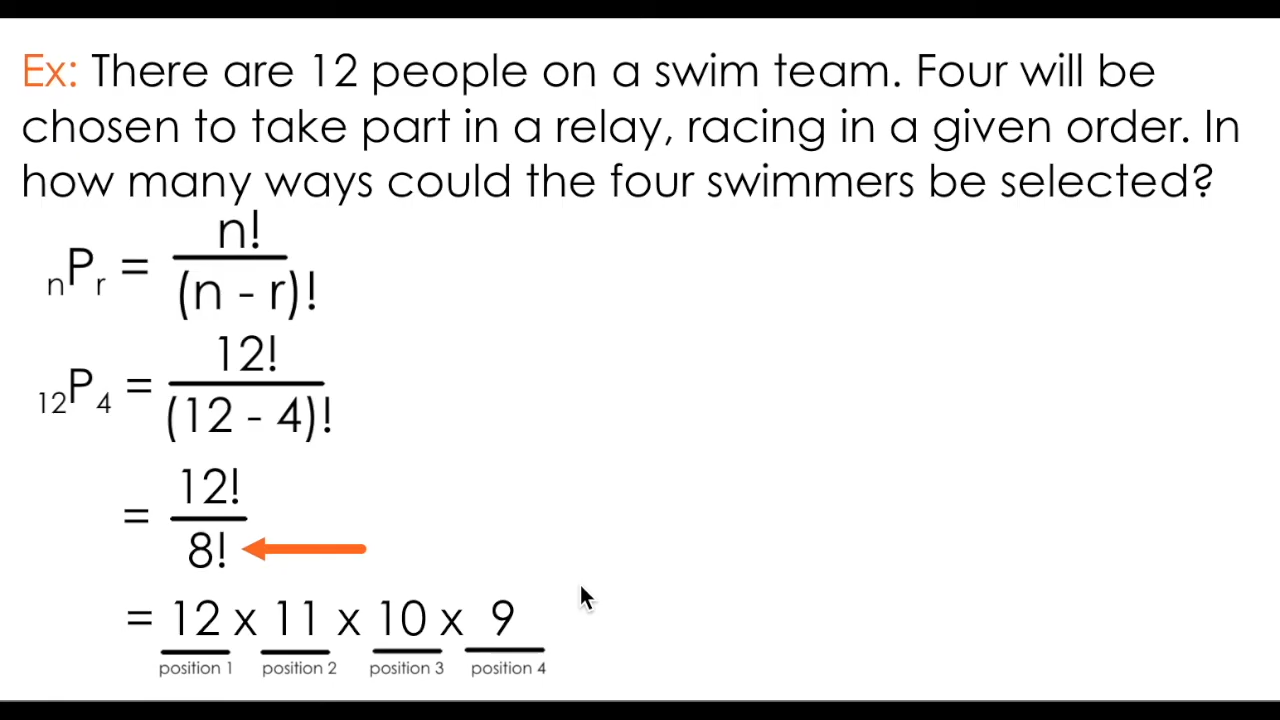 Ex: There are 12 people on a swim team. Four will be
chosen to take part in a relay, racing in a given order. In
how many ways could the four swimmers be selected?
nPr = n! / (n - r)!
12P4 = 12! / (12 - 4)!
= 12! / 8!
= 12 x 11 x 10 x 9
position 1 position 2 position 3 position 4